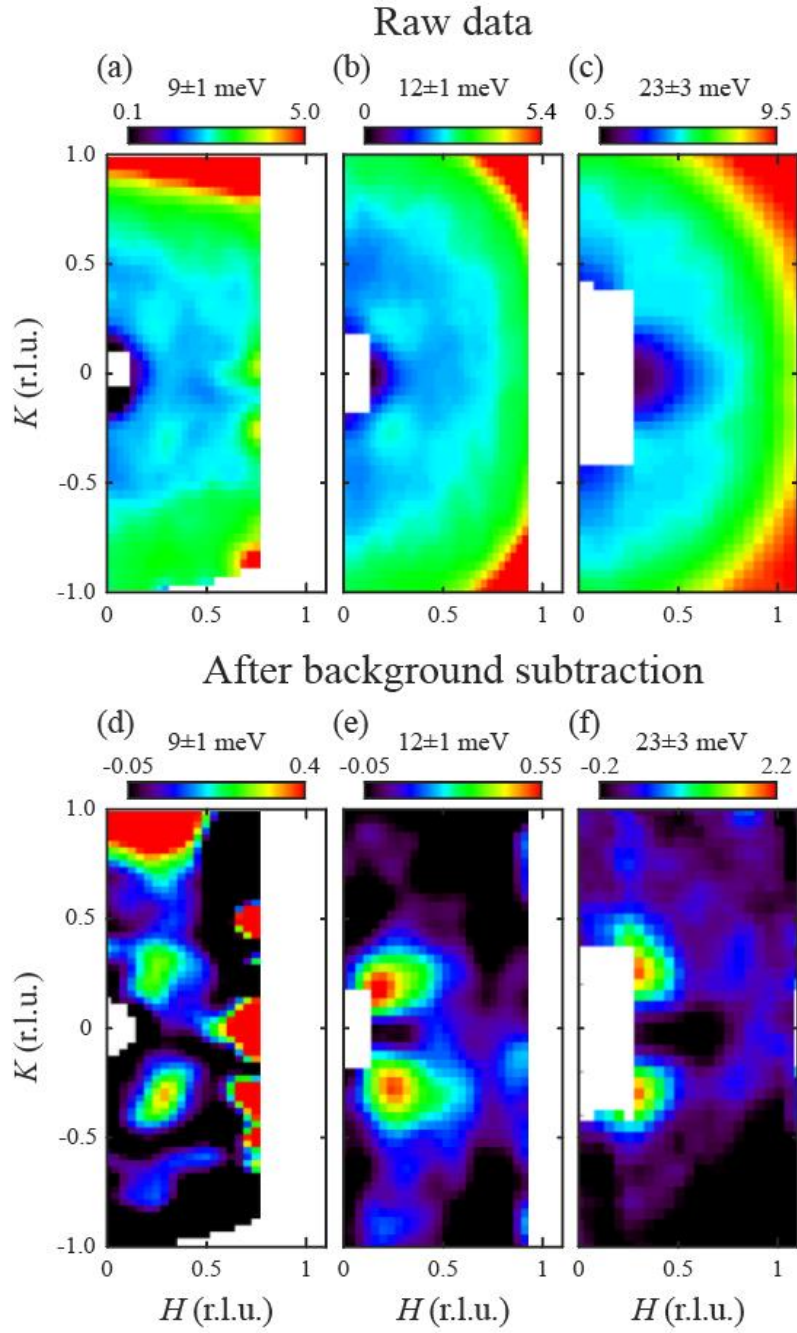 Raw data
(a) (b) (c)
9±1 meV 12±1 meV 23±3 meV
0.1 5.0 0 5.4 0.5 9.5
1.0
0.5
0
-0.5
-1.0
K (r.l.u.)
0 0.5 1 0 0.5 1 0 0.5 1
After background subtraction
(d) (e) (f)
9±1 meV 12±1 meV 23±3 meV
-0.05 0.4 -0.05 0.55 -0.2 2.2
1.0
0.5
0
-0.5
-1.0
K (r.l.u.)
0 0.5 1 0 0.5 1 0 0.5 1
H (r.l.u.) H (r.l.u.) H (r.l.u.)